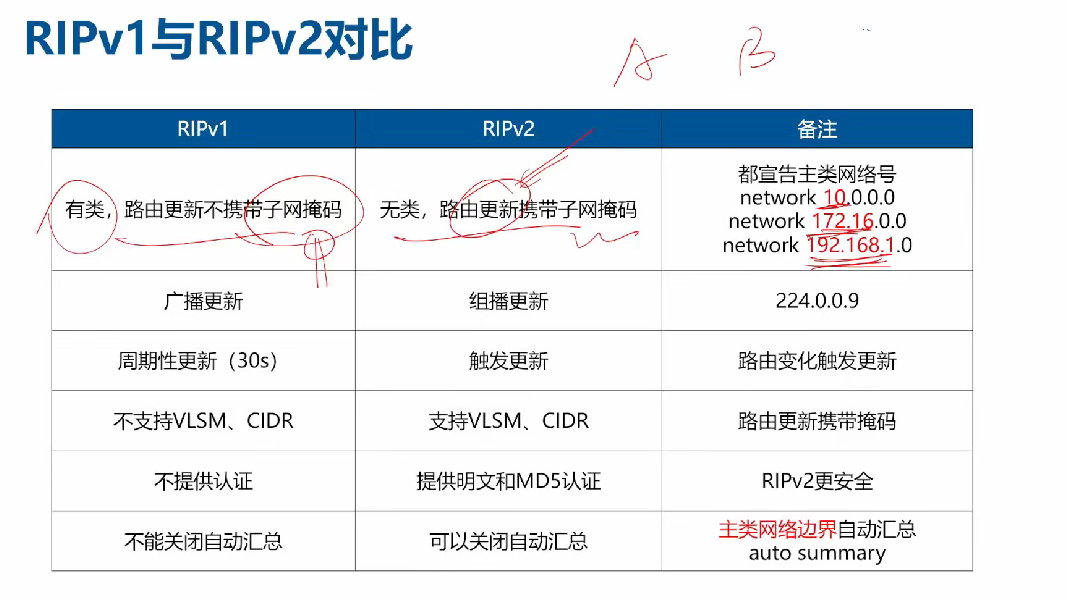 RIPv1与RIPv2对比
A B
RIPv1 RIPv2 备注
有类，路由更新不携带子网掩码 无类，路由更新携带子网掩码 都宣告主类网络号
network 10.0.0.0
network 172.16.0.0
network 192.168.1.0
广播更新 组播更新 224.0.0.9
周期性更新（30s） 触发更新 路由变化触发更新
不支持VLSM、CIDR 支持VLSM、CIDR 路由更新携带掩码
不提供认证 提供明文和MD5认证 RIPv2更安全
不能关闭自动汇总 可以关闭自动汇总 主类网络边界自动汇总
auto summary